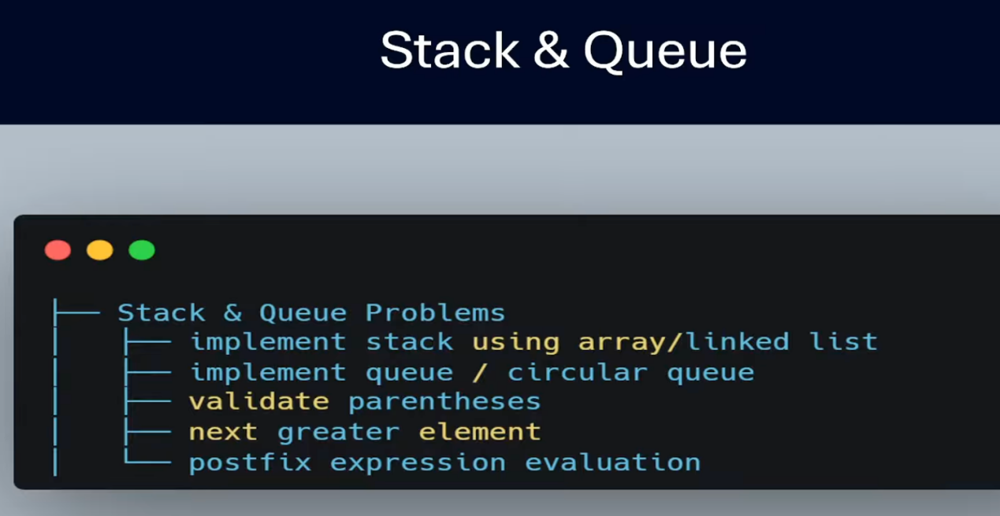 Stack & Queue
├── Stack & Queue Problems
│   ├── implement stack using array/linked list
│   ├── implement queue / circular queue
│   ├── validate parentheses
│   ├── next greater element
│   └── postfix expression evaluation